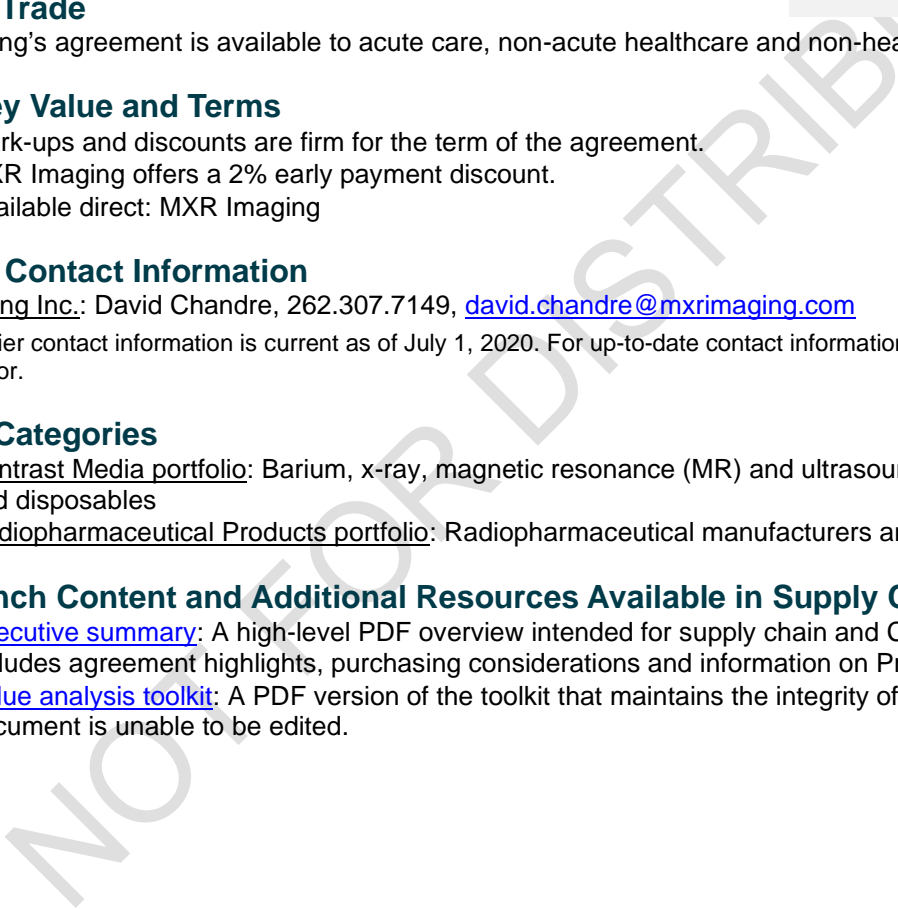 Trade
ng's agreement is available to acute care, non-acute healthcare and non-hea
ey Value and Terms
rk-ups and discounts are firm for the term of the agreement.
XR Imaging offers a 2% early payment discount.
ailable direct: MXR Imaging
Contact Information
ng Inc.: David Chandre, 262.307.7149, david.chandre@mxrimaging.com
ier contact information is current as of July 1, 2020. For up-to-date contact information
or.
Categories
ntrast Media portfolio: Barium, x-ray, magnetic resonance (MR) and ultrasour
d disposables
diopharmaceutical Products portfolio: Radiopharmaceutical manufacturers an
nch Content and Additional Resources Available in Supply C
ecutive summary: A high-level PDF overview intended for supply chain and C
ludes agreement highlights, purchasing considerations and information on Pr
lue analysis toolkit: A PDF version of the toolkit that maintains the integrity of
cument is unable to be edited.
NOT FOR DISTRIB